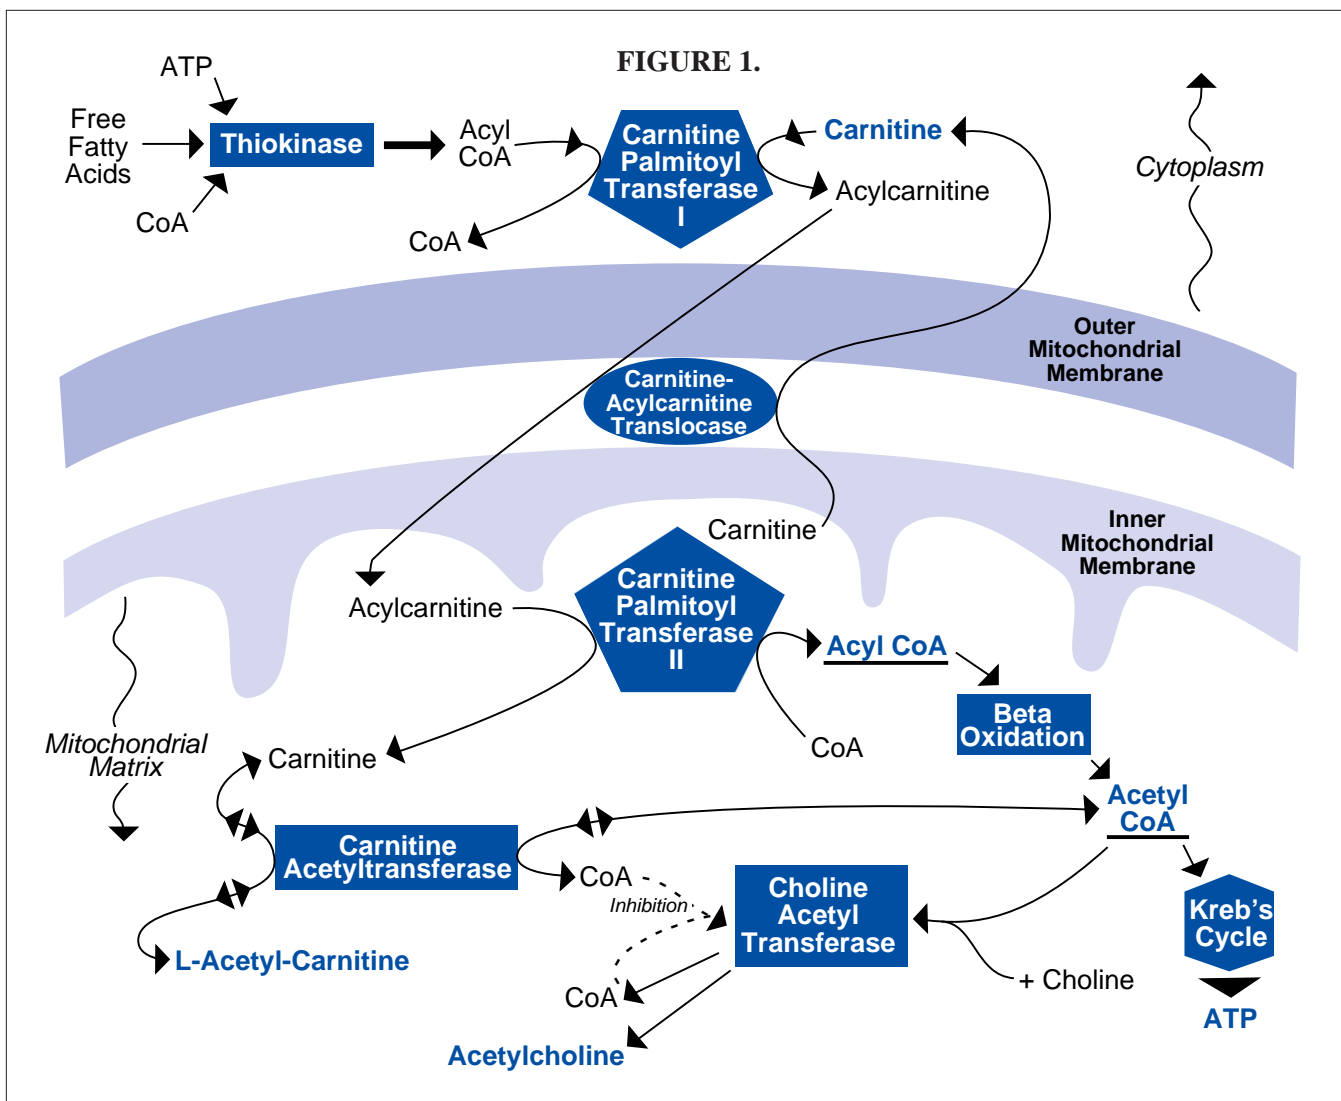 FIGURE 1.
ATP
Free
Fatty
Acids
Thiokinase
CoA
Acyl
CoA
CoA
Carnitine
Palmitoyl
Transferase
I
Carnitine
Acylcarnitine
Cytoplasm
Outer
Mitochondrial
Membrane
Carnitine-
Acylcarnitine
Translocase
Inner
Mitochondrial
Membrane
Carnitine
Acylcarnitine
Carnitine
Palmitoyl
Transferase
II
Acyl CoA
CoA
Beta
Oxidation
Mitochondrial
Matrix
Carnitine
Carnitine
Acetyltransferase
L-Acetyl-Carnitine
CoA
Inhibition
Acetyl
CoA
Choline
Acetyl
Transferase
Kreb's
Cycle
ATP
+ Choline
CoA
Acetylcholine